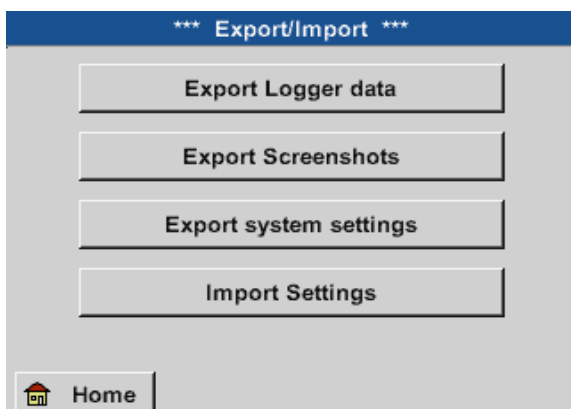 *** Export/Import ***
Export Logger data
Export Screenshots
Export system settings
Import Settings
Home